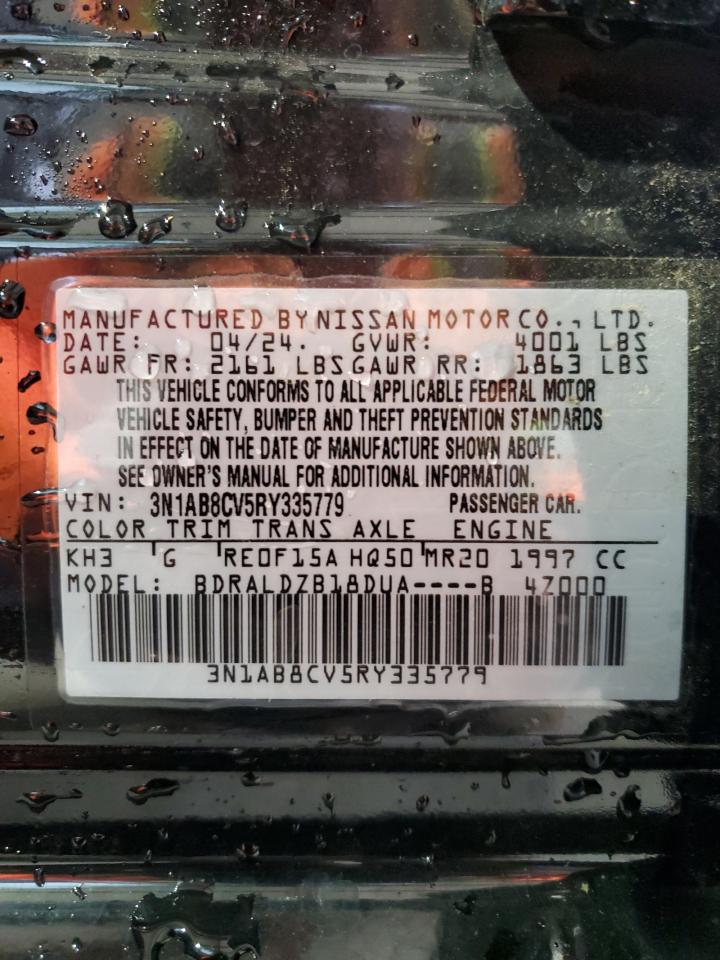 MANUFACTURED BY NISSAN MOTOR CO., LTD.
DATE: 04/24. GVWR: 4001 LBS
GAWR FR: 2161 LBS GAWR RR: 1863 LBS
THIS VEHICLE CONFORMS TO ALL APPLICABLE FEDERAL MOTOR
VEHICLE SAFETY, BUMPER AND THEFT PREVENTION STANDARDS
IN EFFECT ON THE DATE OF MANUFACTURE SHOWN ABOVE.
SEE OWNER'S MANUAL FOR ADDITIONAL INFORMATION.
VIN: 3N1AB8CV5RY335779 PASSENGER CAR.
COLOR TRIM TRANS AXLE ENGINE
KH3 G RE0F15A HQ50 MR20 1997 CC
MODEL: BDRALDZB18DUA----B 4Z000
3N1AB8CV5RY335779